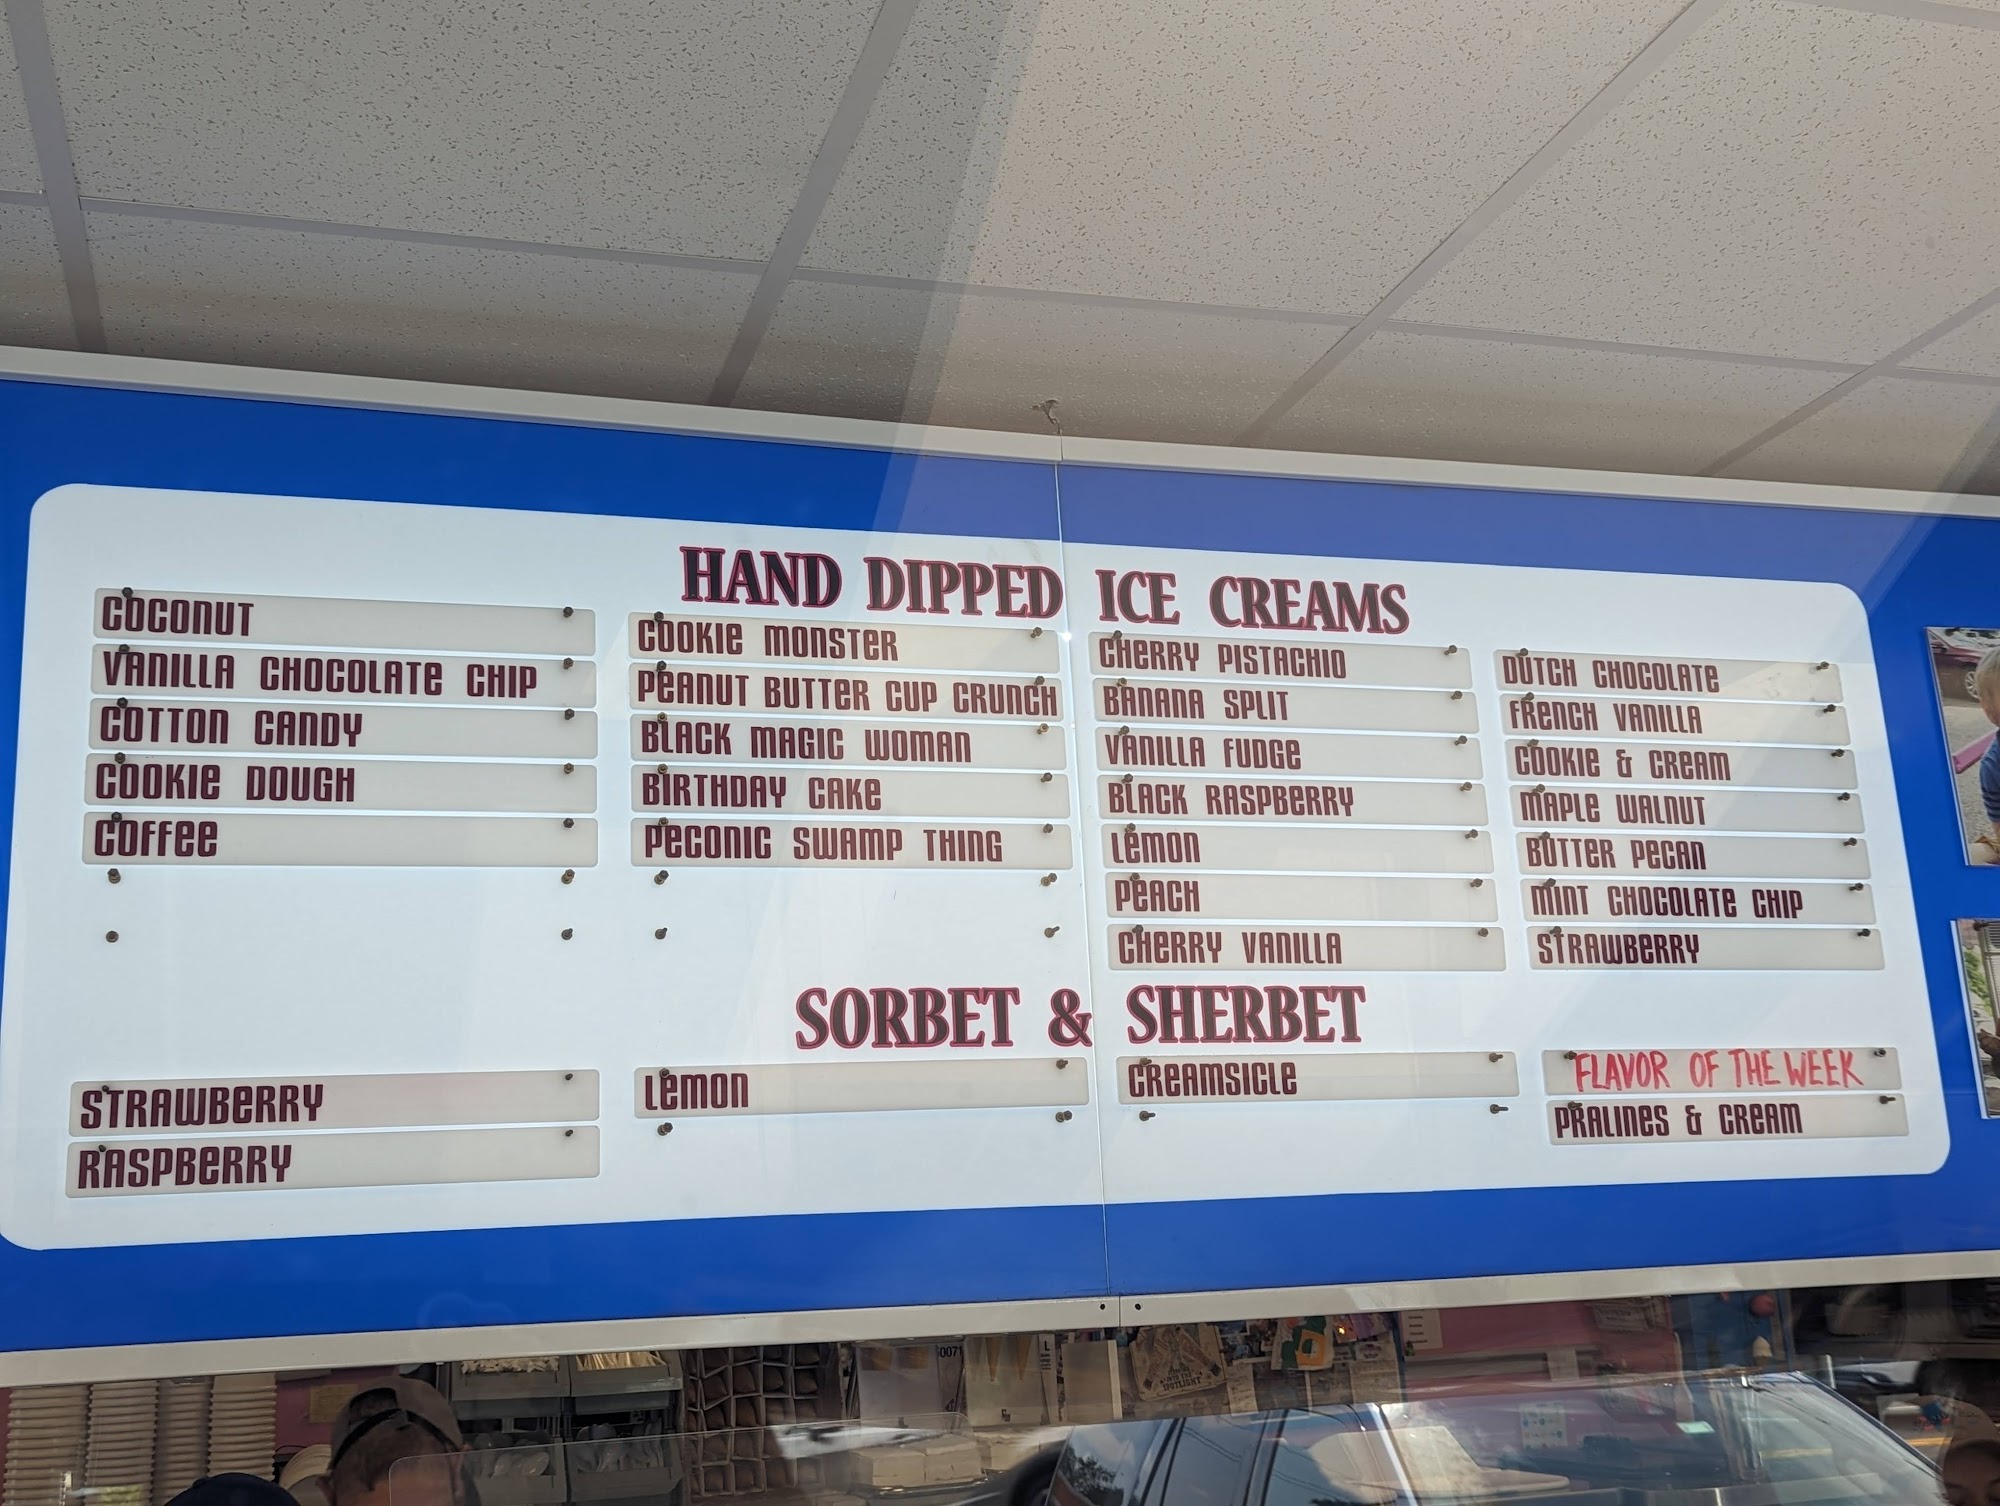 HAND DIPPED ICE CREAMS
COCONUT
VANILLA CHOCOLATE CHIP
COTTON CANDY
COOKIE DOUGH
COFFEE
COOKIE MONSTER
PEANUT BUTTER CUP CRUNCH
BLACK MAGIC WOMAN
BIRTHDAY CAKE
PECONIC SWAMP THING
CHERRY PISTACHIO
BANANA SPLIT
VANILLA FUDGE
BLACK RASPBERRY
LEMON
PEACH
CHERRY VANILLA
DUTCH CHOCOLATE
FRENCH VANILLA
COOKIE & CREAM
MAPLE WALNUT
BUTTER PECAN
MINT CHOCOLATE CHIP
STRAWBERRY
SORBET & SHERBET
STRAWBERRY
RASPBERRY
LEMON
CREAMSICLE
FLAVOR OF THE WEEK
PRALINES & CREAM